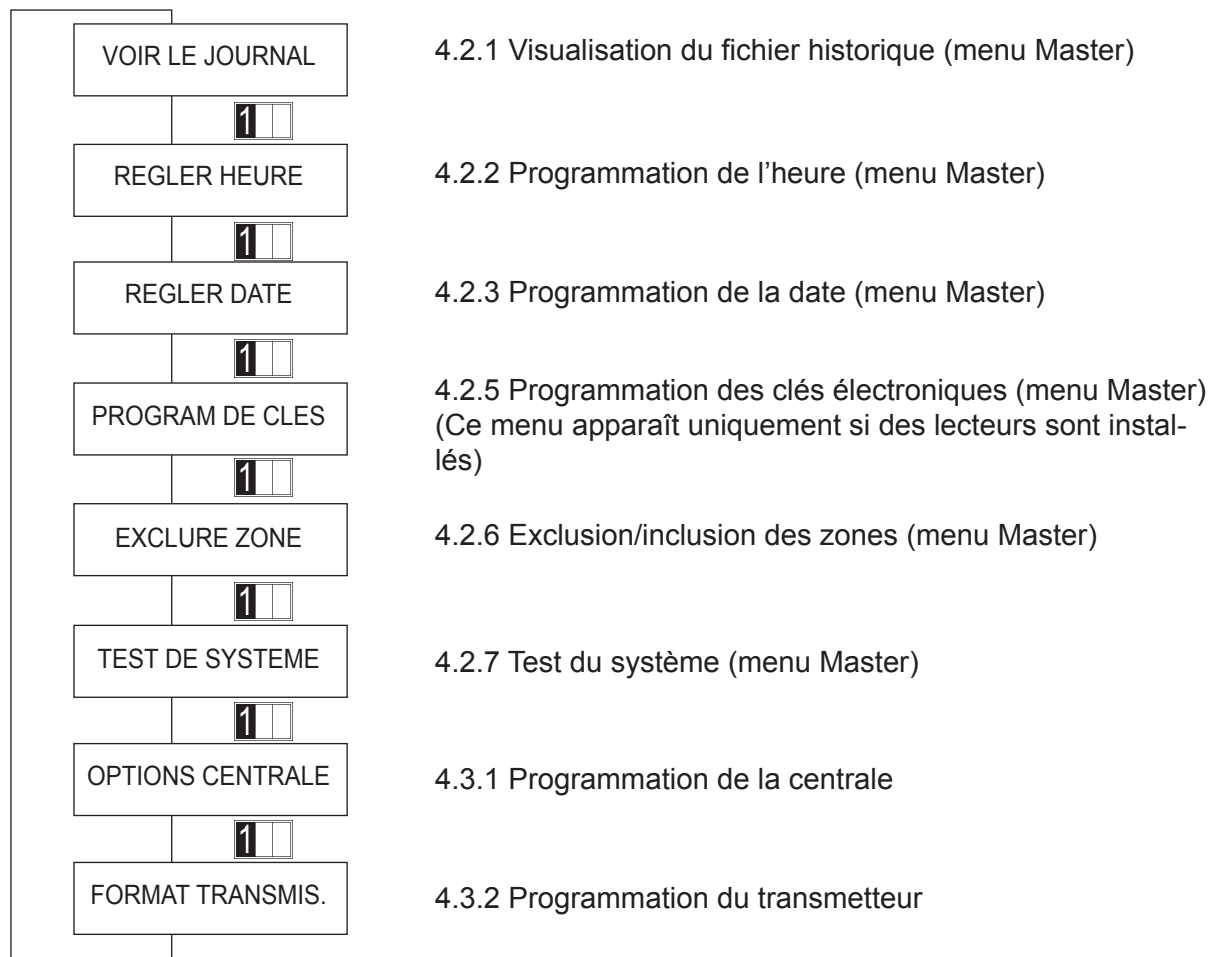 VOIR LE JOURNAL
4.2.1 Visualisation du fichier historique (menu Master)
1
REGLER HEURE
4.2.2 Programmation de l’heure (menu Master)
1
REGLER DATE
4.2.3 Programmation de la date (menu Master)
1
PROGRAM DE CLES
4.2.5 Programmation des clés électroniques (menu Master)
(Ce menu apparaît uniquement si des lecteurs sont instal-
lés)
1
EXCLURE ZONE
4.2.6 Exclusion/inclusion des zones (menu Master)
1
TEST DE SYSTEME
4.2.7 Test du système (menu Master)
1
OPTIONS CENTRALE
4.3.1 Programmation de la centrale
1
FORMAT TRANSMIS.
4.3.2 Programmation du transmetteur